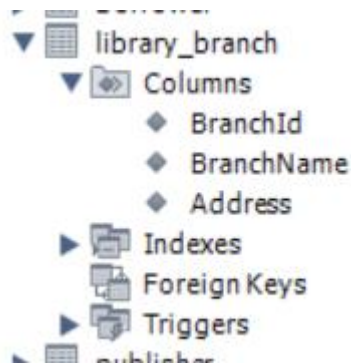 library_branch
Columns
BranchId
BranchName
Address
Indexes
Foreign Keys
Triggers